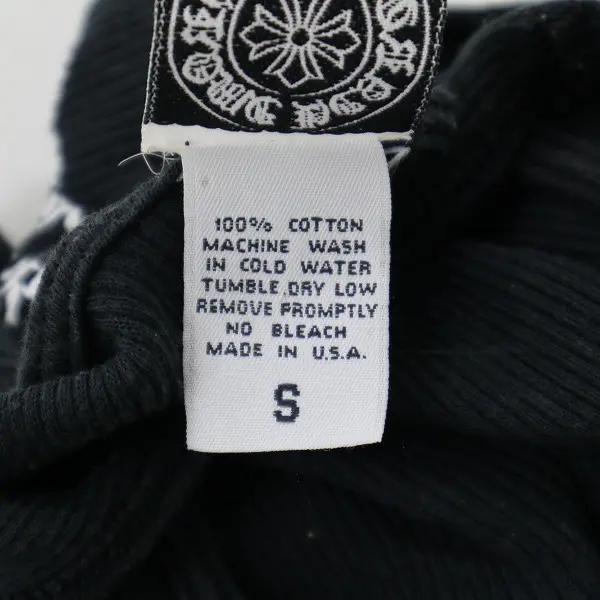 100% COTTON
MACHINE WASH
IN COLD WATER
TUMBLE DRY LOW
REMOVE PROMPTLY
NO BLEACH
MADE IN U.S.A.
S